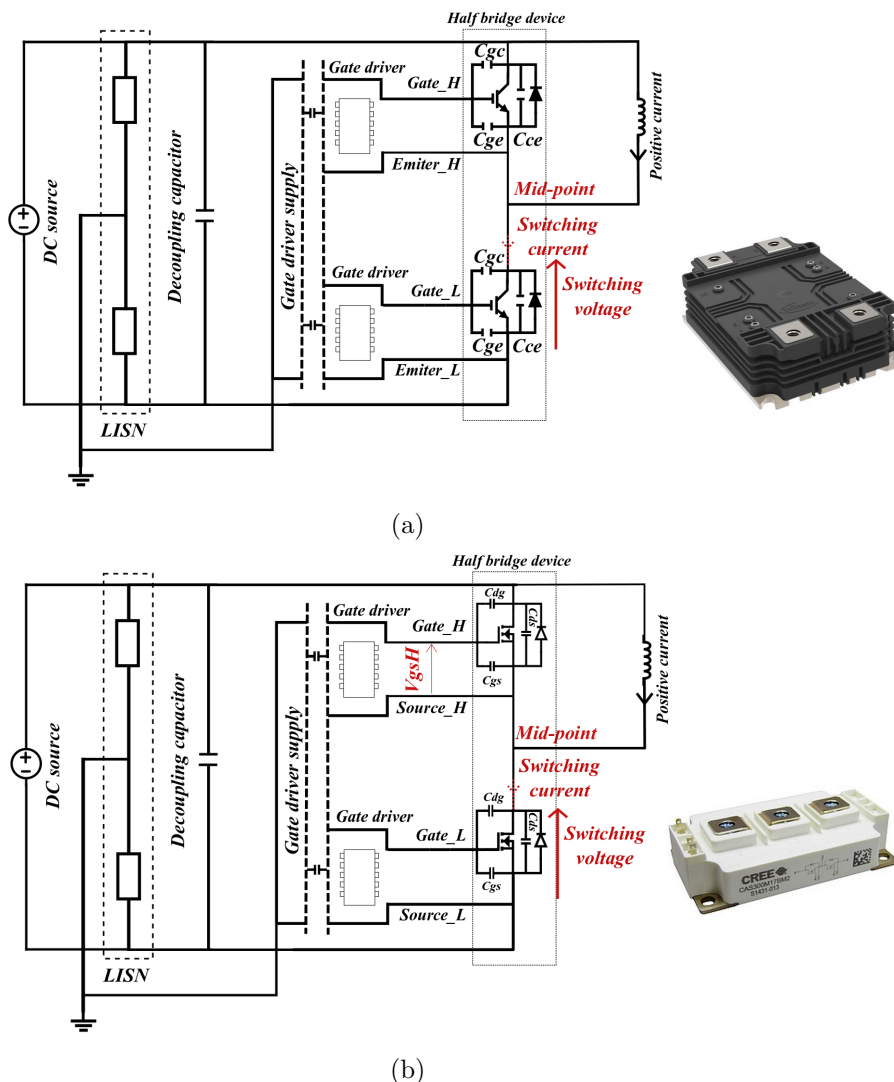 Half bridge device
Cgc
Gate driver
Gate_H
Cge
Cce
Emiter_H
Positive current
Mid-point
DC source
Decoupling capacitor
Gate driver supply
Switching
current
Cgc
Gate driver
Switching
voltage
Gate_L
Cge
Cce
Emiter_L
LISN
(a)
Half bridge device
Cdg
Gate driver
Gate_H
Cds
VgsH
Cgs
Source_H
Positive current
Mid-point
DC source
Decoupling capacitor
Gate driver supply
Switching
current
Cdg
Gate driver
Cds
Gate_L
Switching
voltage
Cgs
Source_L
CREE
CAS300M17BM2
S1431-013
LISN
(b)